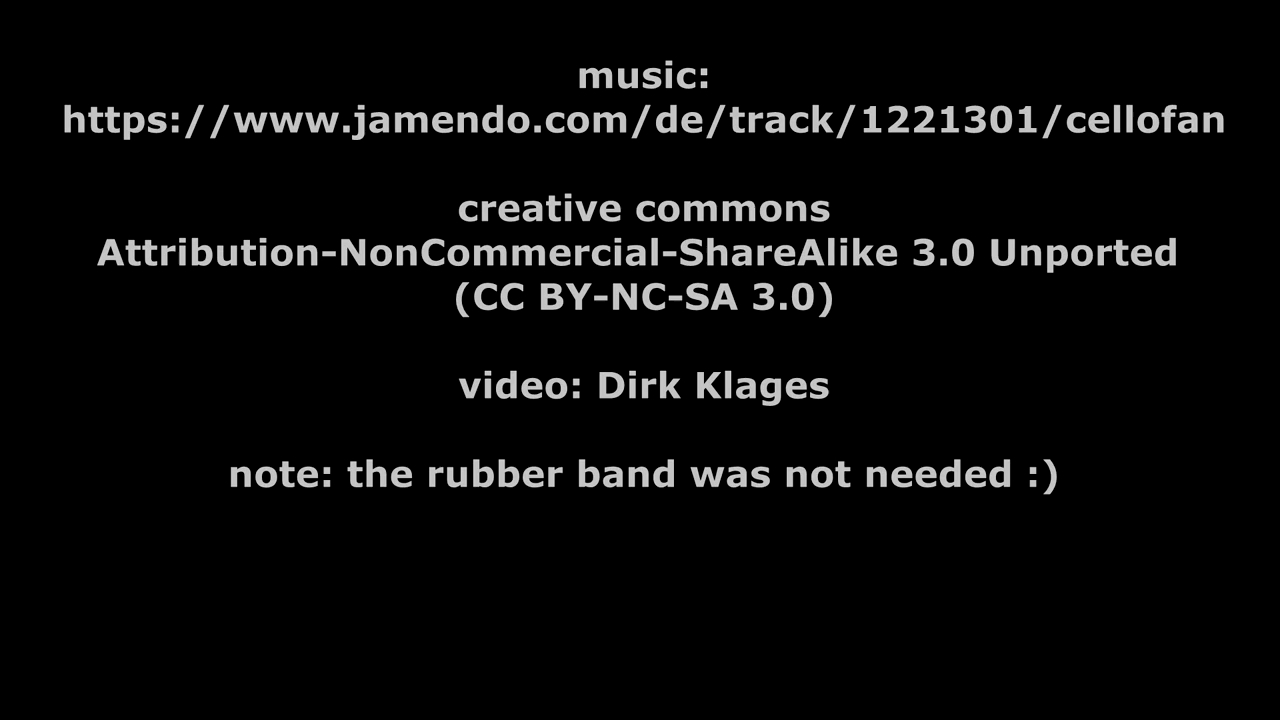 music:
https://www.jamendo.com/de/track/1221301/cellofan
creative commons
Attribution-NonCommercial-ShareAlike 3.0 Unported
(CC BY-NC-SA 3.0)
video: Dirk Klages
note: the rubber band was not needed :)